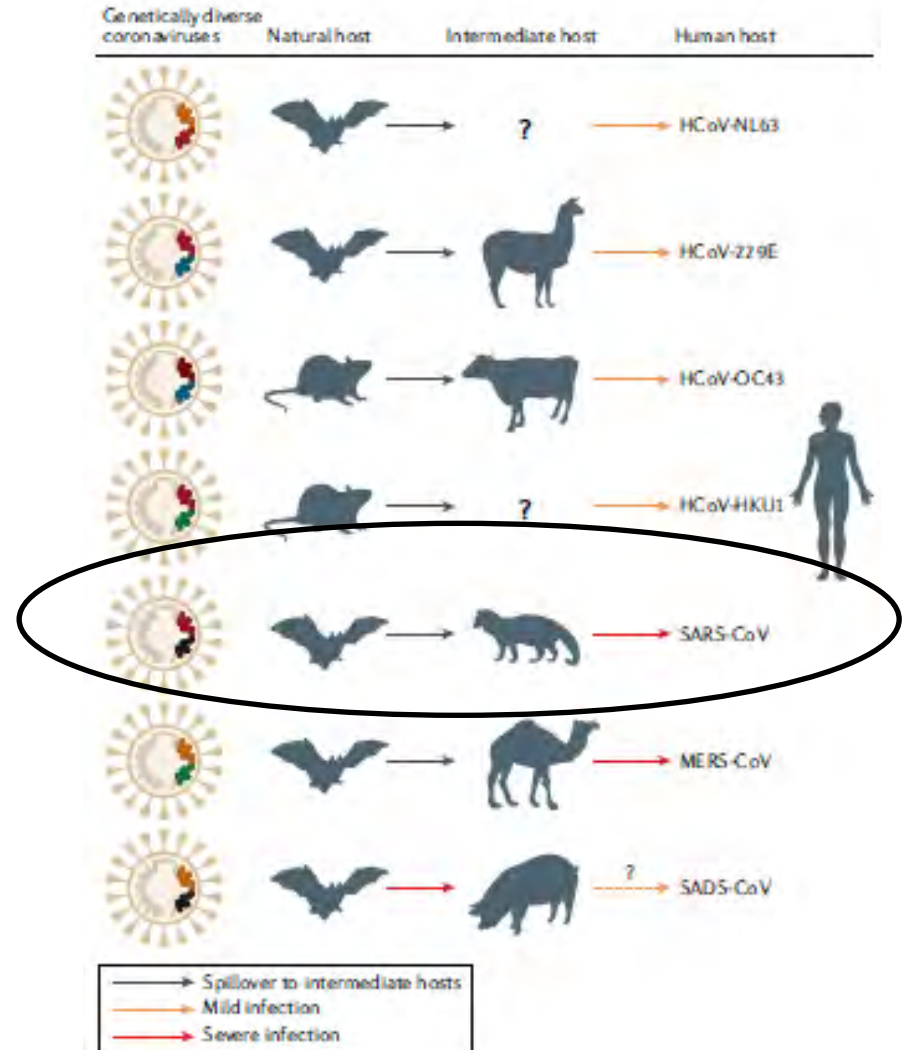 Genetically diverse
coronaviruses Natural host Intermediate host Human host
? HCoV-NL63
HCoV-229E
HCoV-OC43
? HCoV-HKU1
SARS-CoV
MERS-CoV
? SADS-CoV
Spillover to intermediate hosts
Mild infection
Severe infection